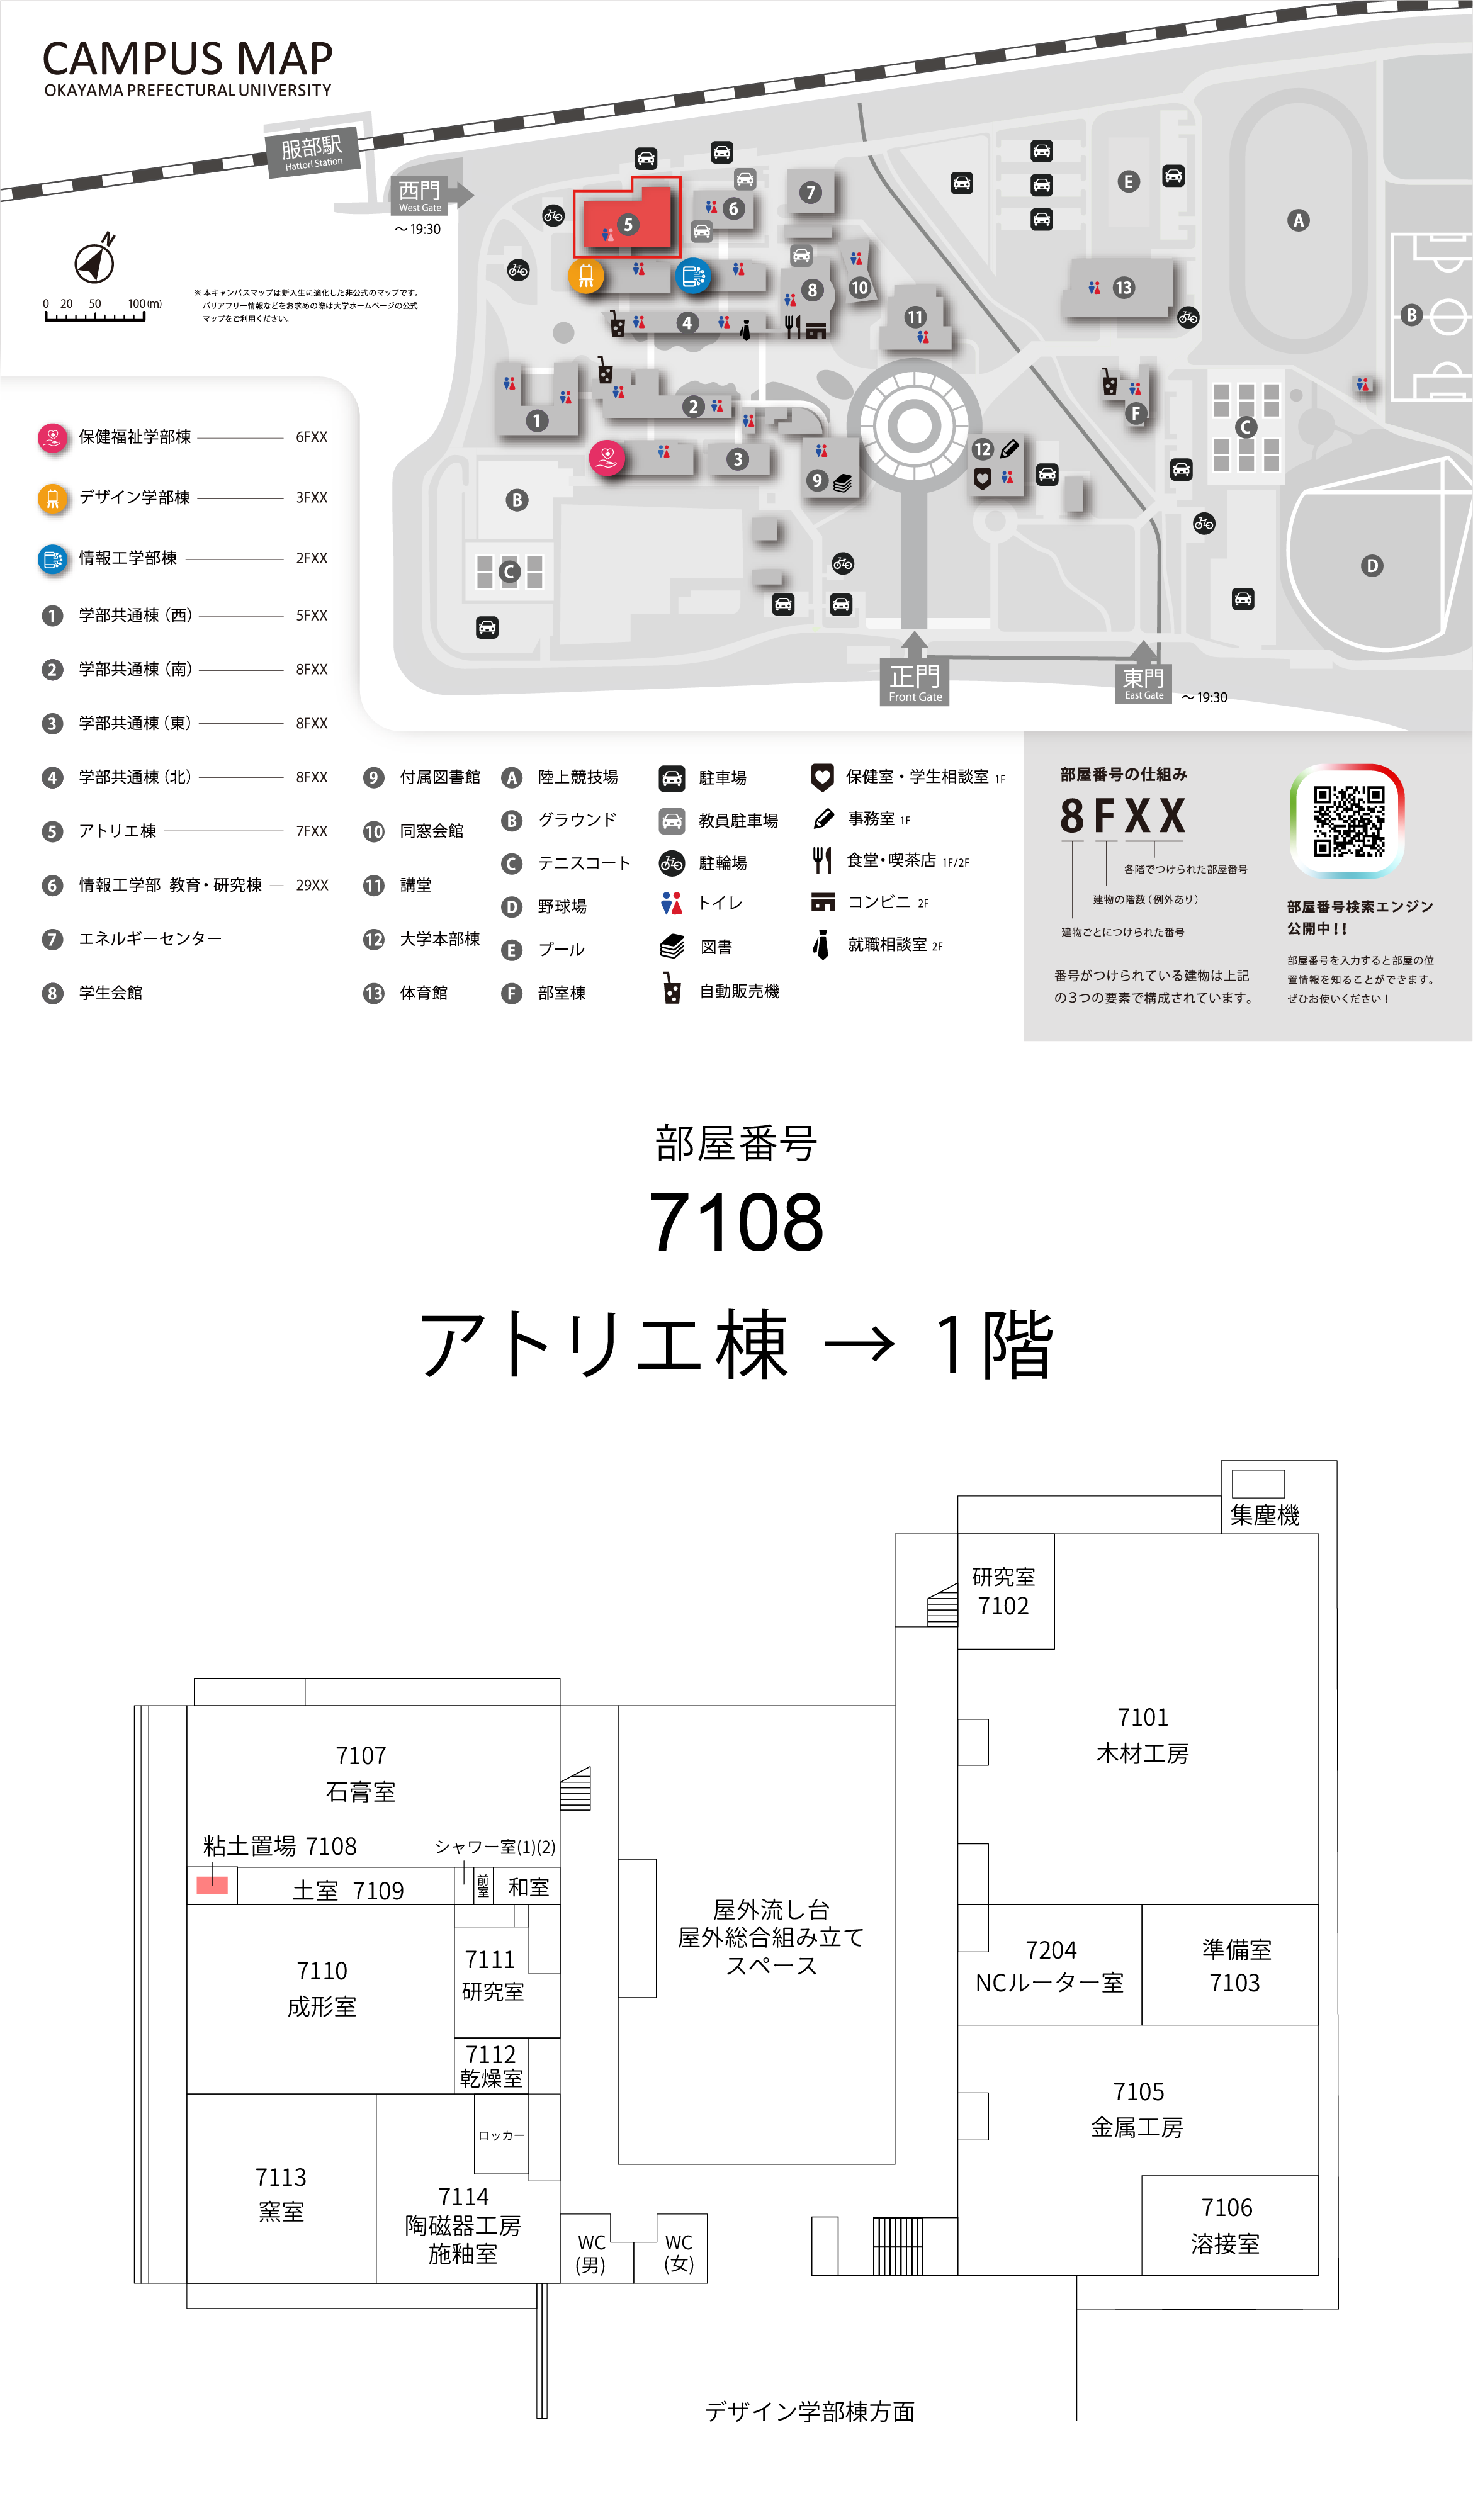 CAMPUS MAP
OKAYAMA PREFECTURAL UNIVERSITY
服部駅
Hattori Station
西門
West Gate
～19:30
N
0 20 50 100(m)
※ 本キャンパスマップは新入生に適化した非公式のマップです。
バリアフリー情報などをお求めの際は大学ホームページの公式
マップをご利用ください。
5
6
7
8
10
4
11
13
E
A
B
1
2
3
9
12
F
C
B
C
D
正門
Front Gate
東門
East Gate
～19:30
保健福祉学部棟 6FXX
デザイン学部棟 3FXX
情報工学部棟 2FXX
1 学部共通棟（西） 5FXX
2 学部共通棟（南） 8FXX
3 学部共通棟（東） 8FXX
4 学部共通棟（北） 8FXX
5 アトリエ棟 7FXX
6 情報工学部 教育・研究棟 29XX
7 エネルギーセンター
8 学生会館
9 付属図書館
10 同窓会館
11 講堂
12 大学本部棟
13 体育館
A 陸上競技場
B グラウンド
C テニスコート
D 野球場
E プール
F 部室棟
駐車場
教員駐車場
駐輪場
トイレ
図書
自動販売機
保健室・学生相談室 1F
事務室 1F
食堂・喫茶店 1F/2F
コンビニ 2F
就職相談室 2F
部屋番号の仕組み
8FXX
各階でつけられた部屋番号
建物の階数（例外あり）
建物ごとにつけられた番号
番号がつけられている建物は上記
の３つの要素で構成されています。
部屋番号検索エンジン
公開中！！
部屋番号を入力すると部屋の位
置情報を知ることができます。
ぜひお使いください！
部屋番号
7108
アトリエ棟 → 1階
集塵機
研究室
7102
7101
木材工房
7107
石膏室
粘土置場 7108
シャワー室(1)(2)
土室 7109
前室
和室
7110
成形室
7111
研究室
7112
乾燥室
屋外流し台
屋外総合組み立て
スペース
7204
NCルーター室
準備室
7103
7105
金属工房
7106
溶接室
ロッカー
7113
窯室
7114
陶磁器工房
施釉室
WC
(男)
WC
(女)
デザイン学部棟方面